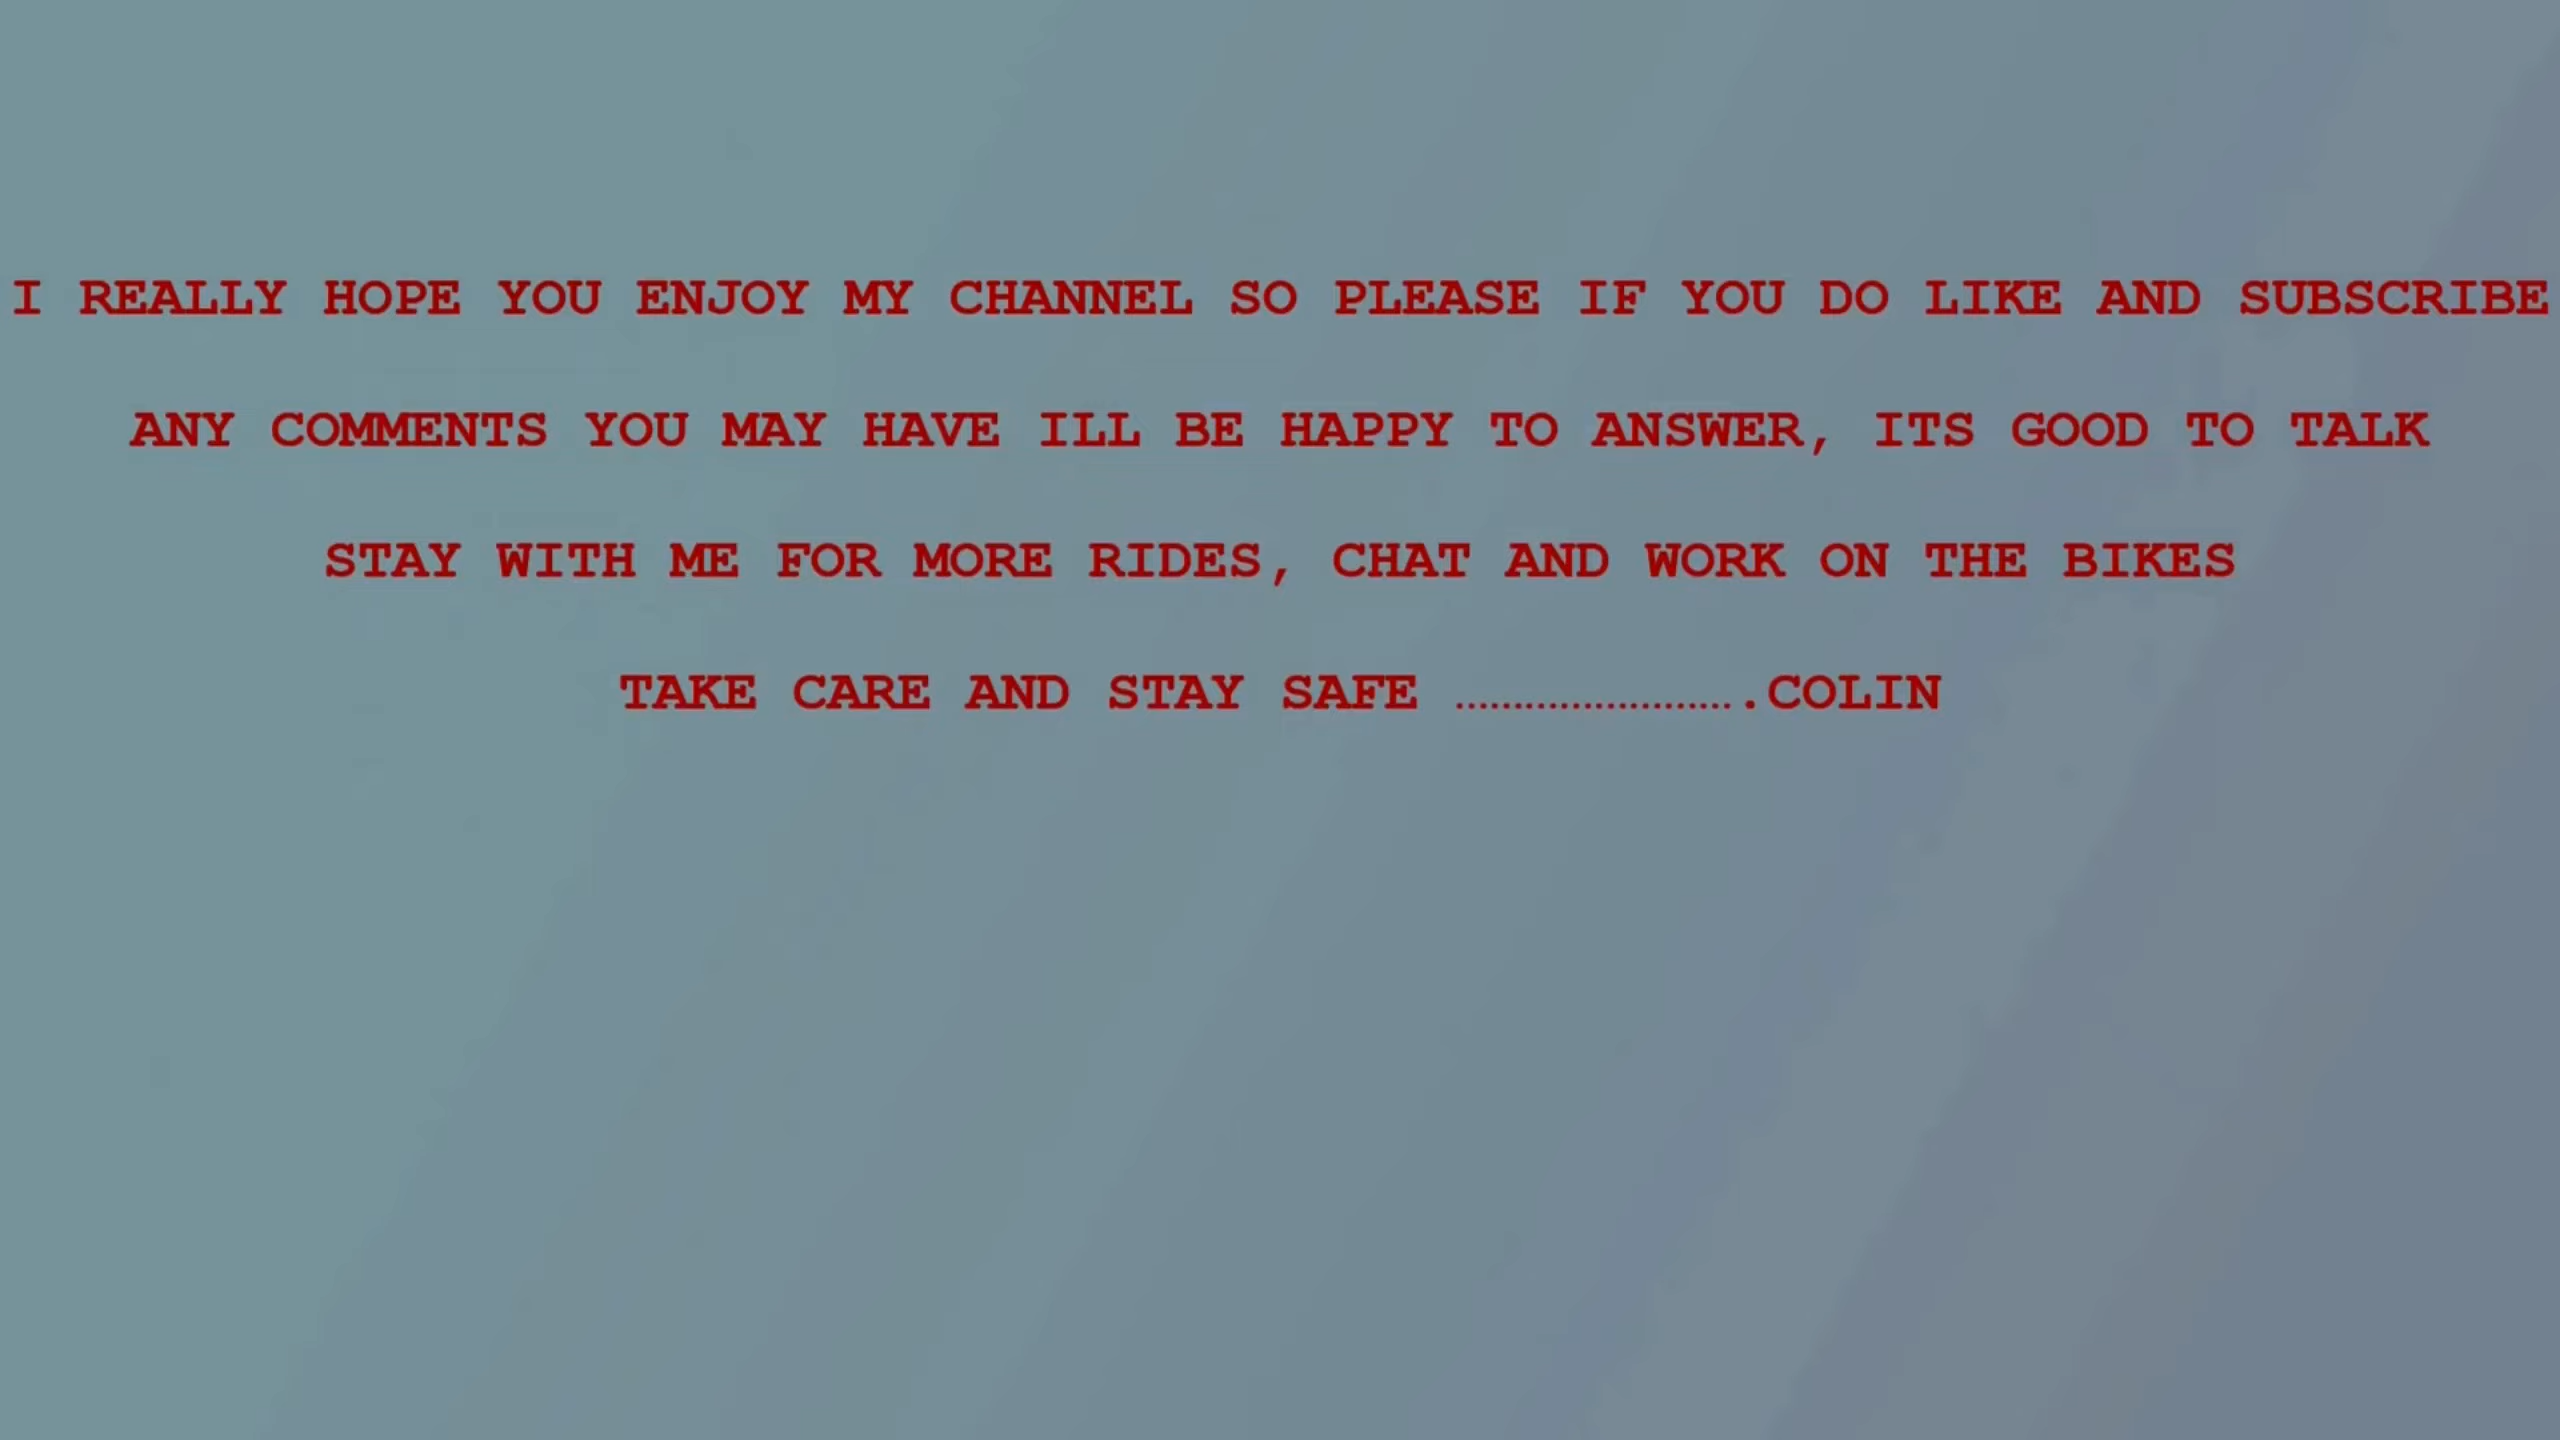 I REALLY HOPE YOU ENJOY MY CHANNEL SO PLEASE IF YOU DO LIKE AND SUBSCRIBE
ANY COMMENTS YOU MAY HAVE ILL BE HAPPY TO ANSWER, ITS GOOD TO TALK
STAY WITH ME FOR MORE RIDES, CHAT AND WORK ON THE BIKES
TAKE CARE AND STAY SAFE …………………….COLIN